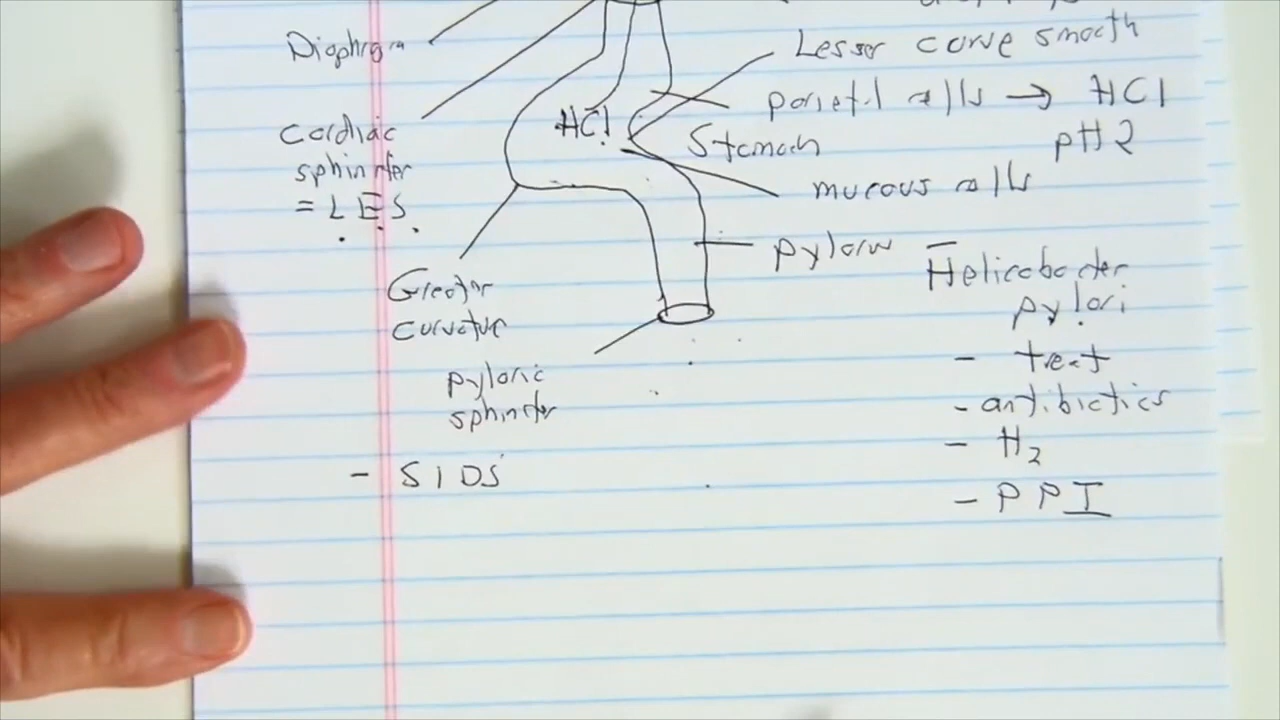 Diaphragm
Lesser curve smooth
parietal cells → HCl
pH 2
HCl
Stomach
Cardiac
sphincter
= LES
mucous cells
pylorus
Greater
curvature
Helicobacter
pylori
pyloric
sphincter
- treat
- antibiotics
- H2
- SIDS
- PPI